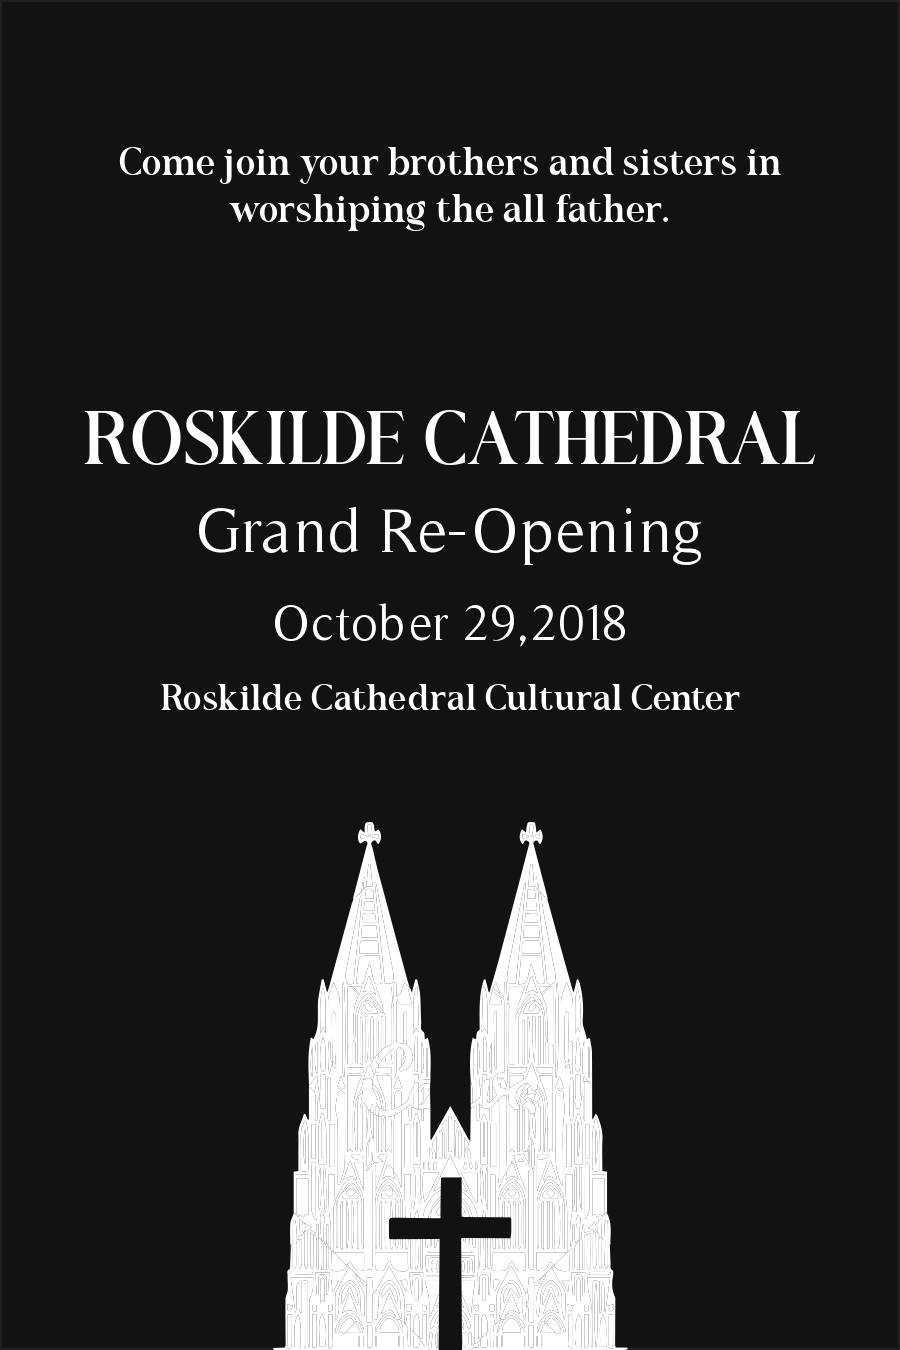 Come join your brothers and sisters in
worshiping the all father.
ROSKILDE CATHEDRAL
Grand Re-Opening
October 29,2018
Roskilde Cathedral Cultural Center